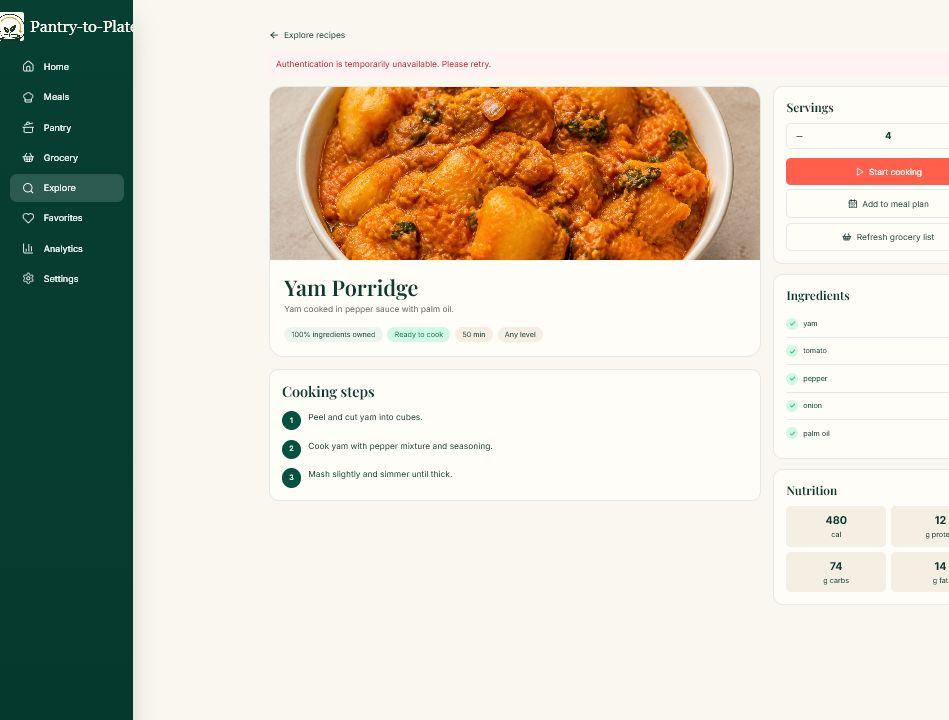 Pantry-to-Plate
Home
Meals
Pantry
Grocery
Explore
Favorites
Analytics
Settings
Explore recipes
Authentication is temporarily unavailable. Please retry.
Yam Porridge
Yam cooked in pepper sauce with palm oil.
100% ingredients owned
Ready to cook
50 min
Any level
Cooking steps
1 Peel and cut yam into cubes.
2 Cook yam with pepper mixture and seasoning.
3 Mash slightly and simmer until thick.
Servings
– 4
Start cooking
Add to meal plan
Refresh grocery list
Ingredients
yam
tomato
pepper
onion
palm oil
Nutrition
480 12
cal g prote
74 14
g carbs g fat